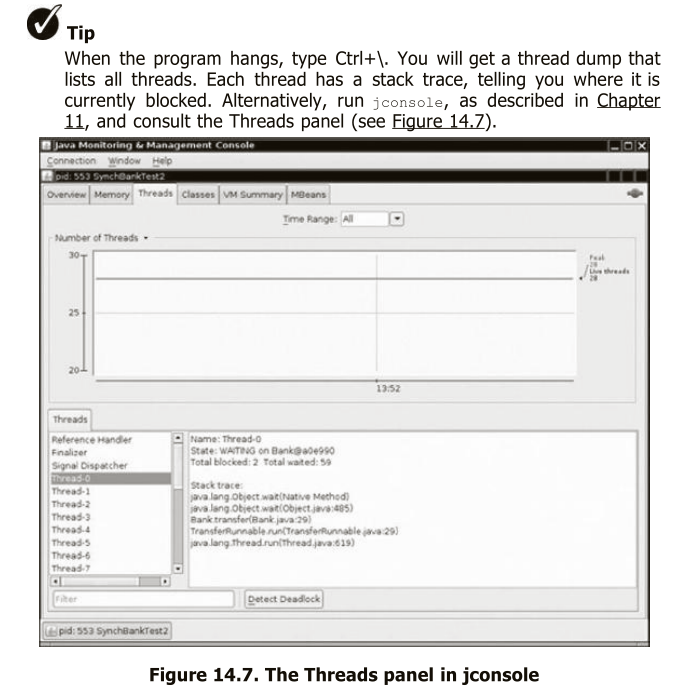 Tip
When the program hangs, type Ctrl+\. You will get a thread dump that
lists all threads. Each thread has a stack trace, telling you where it is
currently blocked. Alternatively, run jconsole, as described in Chapter
11, and consult the Threads panel (see Figure 14.7).
Java Monitoring & Management Console
Connection Window Help
pid: 553 SynchBankTest2
Overview Memory Threads Classes VM Summary MBeans
Time Range: All
Number of Threads
30
Peak
28
Live threads
28
25
20
13:52
Threads
Reference Handler
Finalizer
Signal Dispatcher
Thread-0
Thread-1
Thread-2
Thread-3
Thread-4
Thread-5
Thread-6
Thread-7
Name: Thread-0
State: WAITING on Bank@a0e990
Total blocked: 2 Total waited: 59
Stack trace:
java.lang.Object.wait(Native Method)
java.lang.Object.wait(Object.java:485)
Bank.transfer(Bank.java:29)
TransferRunnable.run(TransferRunnable.java:29)
java.lang.Thread.run(Thread.java:619)
Filter
Detect Deadlock
pid: 553 SynchBankTest2
Figure 14.7. The Threads panel in jconsole